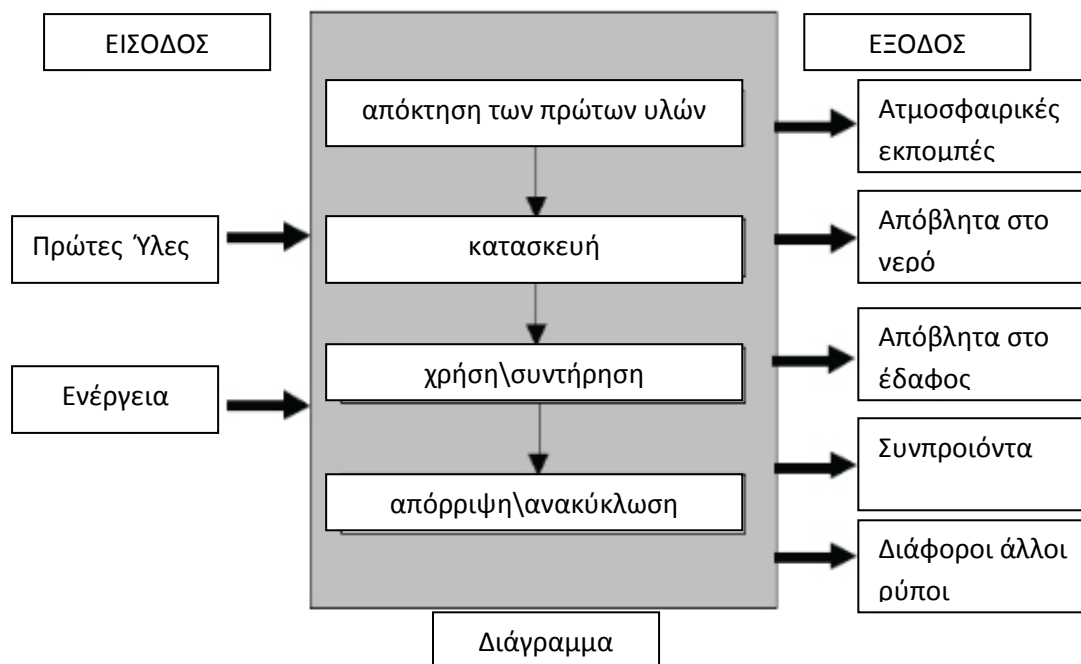 ΕΙΣΟΔΟΣ
ΕΞΟΔΟΣ
απόκτηση των πρώτων υλών
κατασκευή
χρήση\συντήρηση
απόρριψη\ανακύκλωση
Πρώτες Ύλες
Ενέργεια
Ατμοσφαιρικές
εκπομπές
Απόβλητα στο
νερό
Απόβλητα στο
έδαφος
Συνπροιόντα
Διάφοροι άλλοι
ρύποι
Διάγραμμα